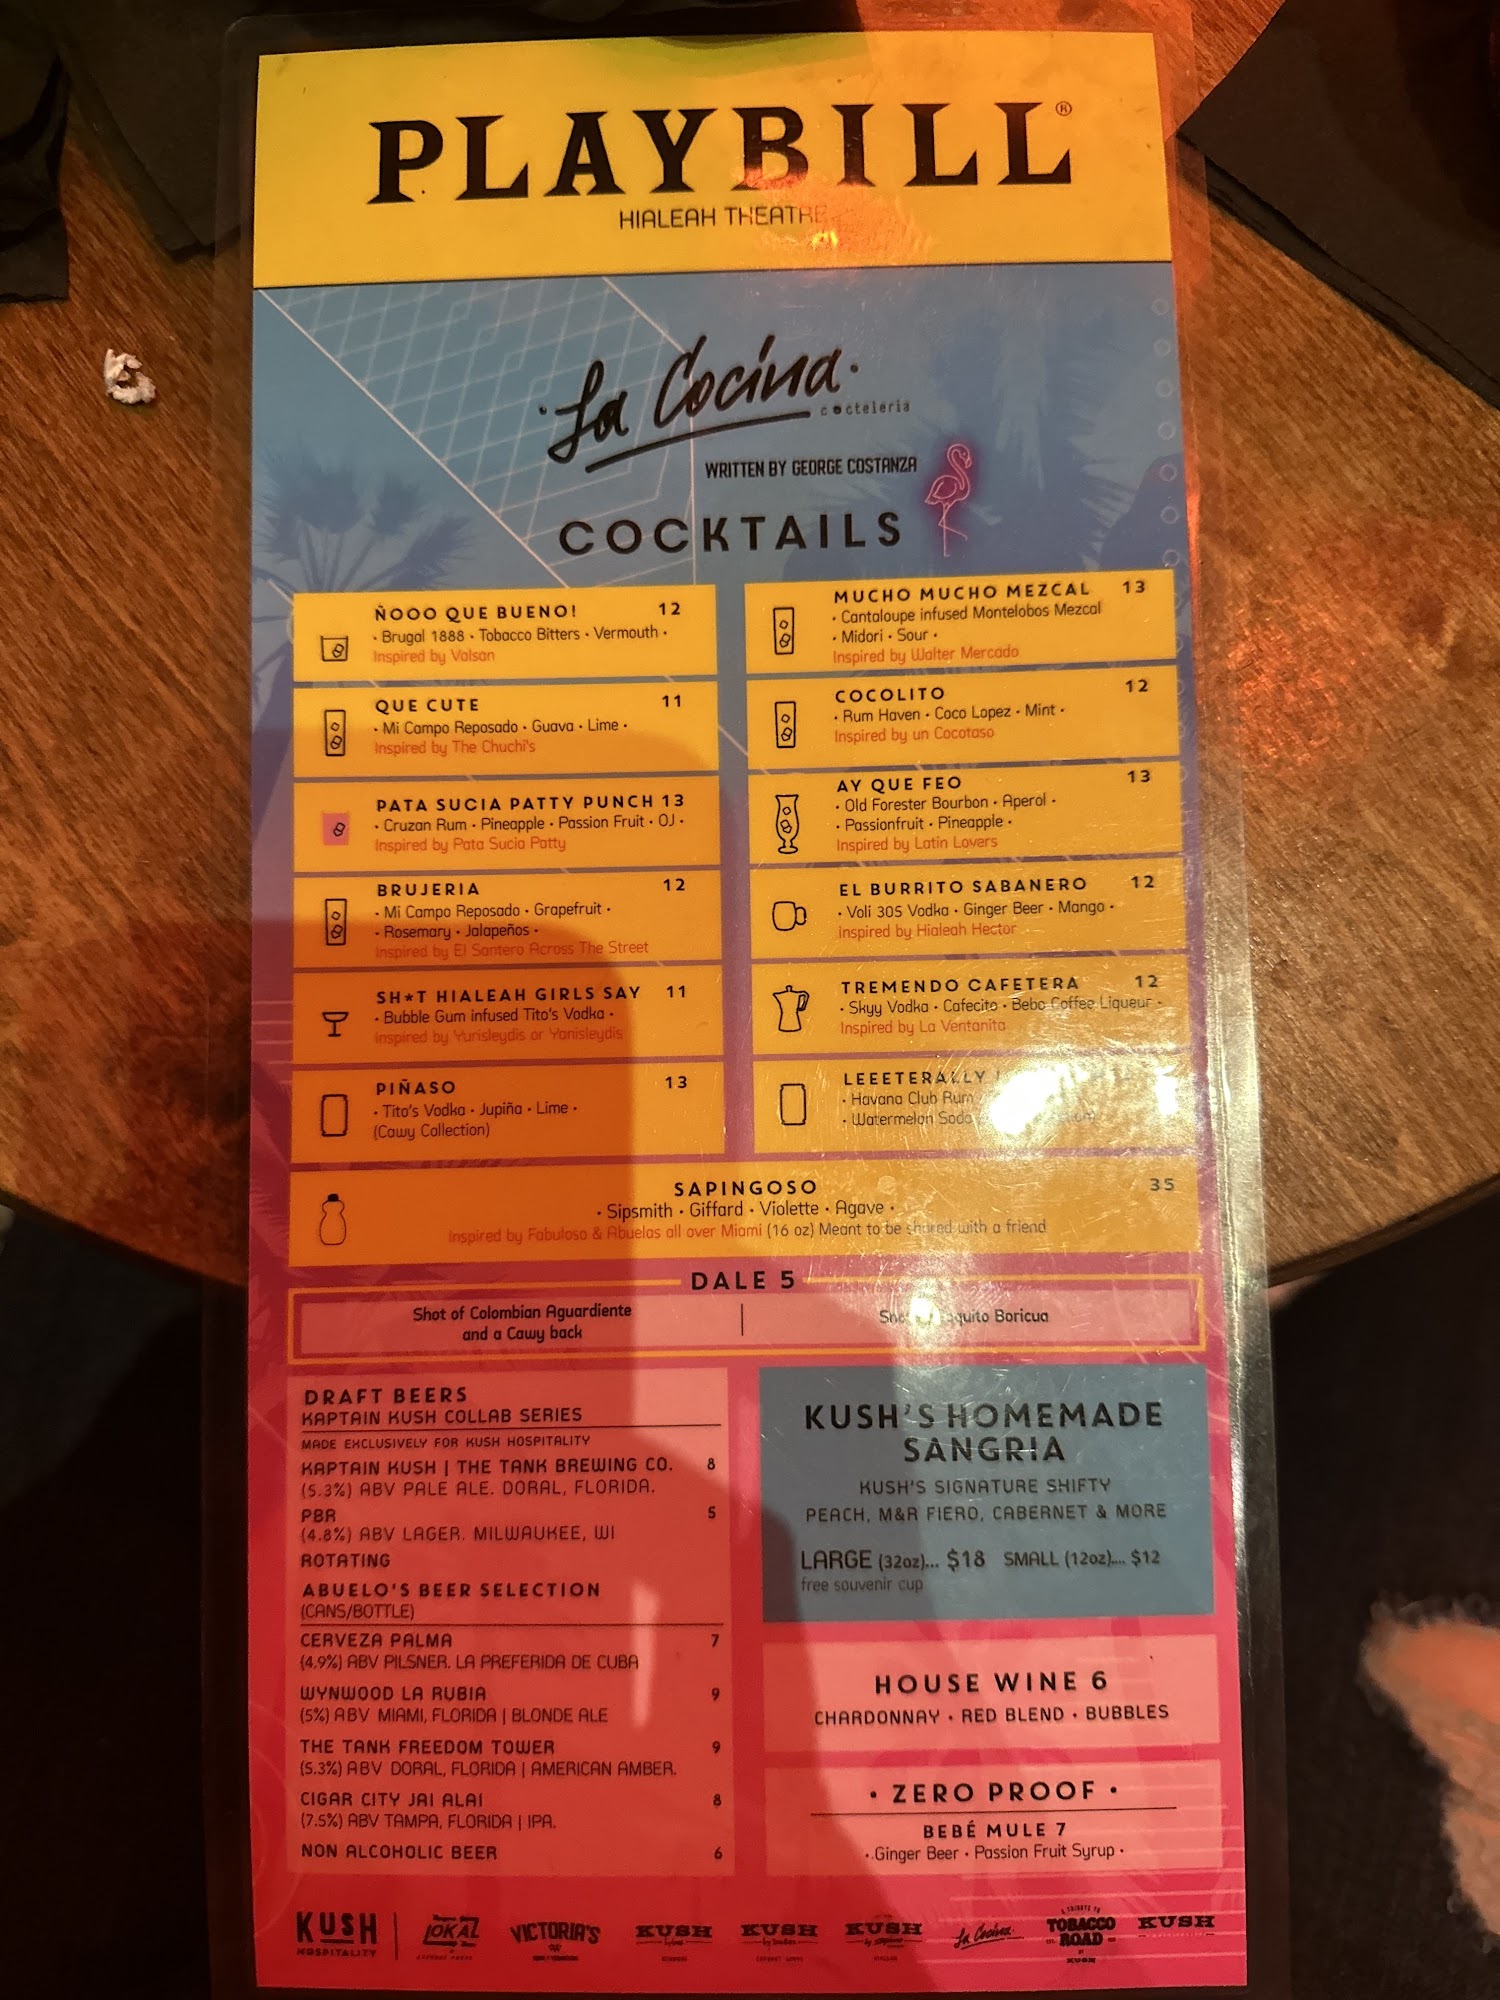 PLAYBILL®
HIALEAH THEATRE
La Cocina
cocteleria
WRITTEN BY GEORGE COSTANZA
COCKTAILS
ÑOOO QUE BUENO! 12
• Brugal 1888 • Tobacco Bitters • Vermouth •
Inspired by Valsan
QUE CUTE 11
• Mi Campo Reposado • Guava • Lime •
Inspired by The Chuchi's
PATA SUCIA PATTY PUNCH 13
• Cruzan Rum • Pineapple • Passion Fruit • OJ •
Inspired by Pata Sucia Patty
BRUJERIA 12
• Mi Campo Reposado • Grapefruit •
• Rosemary • Jalapeños •
Inspired by El Santero Across The Street
SH*T HIALEAH GIRLS SAY 11
• Bubble Gum infused Tito's Vodka •
Inspired by Yurisleydis or Yanisleydis
PIÑASO 13
• Tito's Vodka • Jupiña • Lime •
(Cawy Collection)
MUCHO MUCHO MEZCAL 13
• Cantaloupe infused Montelobos Mezcal
• Midori • Sour •
Inspired by Walter Mercado
COCOLITO 12
• Rum Haven • Coco Lopez • Mint •
Inspired by un Cocotaso
AY QUE FEO 13
• Old Forester Bourbon • Aperol •
• Passionfruit • Pineapple •
Inspired by Latin Lovers
EL BURRITO SABANERO 12
• Voli 305 Vodka • Ginger Beer • Mango •
Inspired by Hialeah Hector
TREMENDO CAFETERA 12
• Skyy Vodka • Cafecito • Bebo Coffee Liqueur •
Inspired by La Ventanita
LEEETERALLY
• Havana Club Rum
• Watermelon Soda
SAPINGOSO 35
• Sipsmith • Giffard • Violette • Agave •
Inspired by Fabuloso & Abuelas all over Miami (16 oz) Meant to be shared with a friend
DALE 5
Shot of Colombian Aguardiente
and a Cawy back
Boricua
DRAFT BEERS
KAPTAIN KUSH COLLAB SERIES
MADE EXCLUSIVELY FOR KUSH HOSPITALITY
KAPTAIN KUSH | THE TANK BREWING CO. 8
(5.3%) ABV PALE ALE. DORAL, FLORIDA.
PBR 5
(4.8%) ABV LAGER. MILWAUKEE, WI
ROTATING
ABUELO'S BEER SELECTION
(CANS/BOTTLE)
CERVEZA PALMA 7
(4.9%) ABV PILSNER. LA PREFERIDA DE CUBA
WYNWOOD LA RUBIA 9
(5%) ABV MIAMI, FLORIDA | BLONDE ALE
THE TANK FREEDOM TOWER 9
(5.3%) ABV DORAL, FLORIDA | AMERICAN AMBER.
CIGAR CITY JAI ALAI 8
(7.5%) ABV TAMPA, FLORIDA | IPA.
NON ALCOHOLIC BEER 6
KUSH'S HOMEMADE
SANGRIA
KUSH'S SIGNATURE SHIFTY
PEACH, M&R FIERO, CABERNET & MORE
LARGE (32oz)... $18 SMALL (12oz).... $12
free souvenir cup
HOUSE WINE 6
CHARDONNAY • RED BLEND • BUBBLES
• ZERO PROOF •
BEBÉ MULE 7
• Ginger Beer • Passion Fruit Syrup •
KUSH
HOSPITALITY
LOKAL
VICTORIA'S
KUSH
KUSH
KUSH
La Cocina
A TRIBUTE TO
TOBACCO
ROAD
BY
KUSH
KUSH